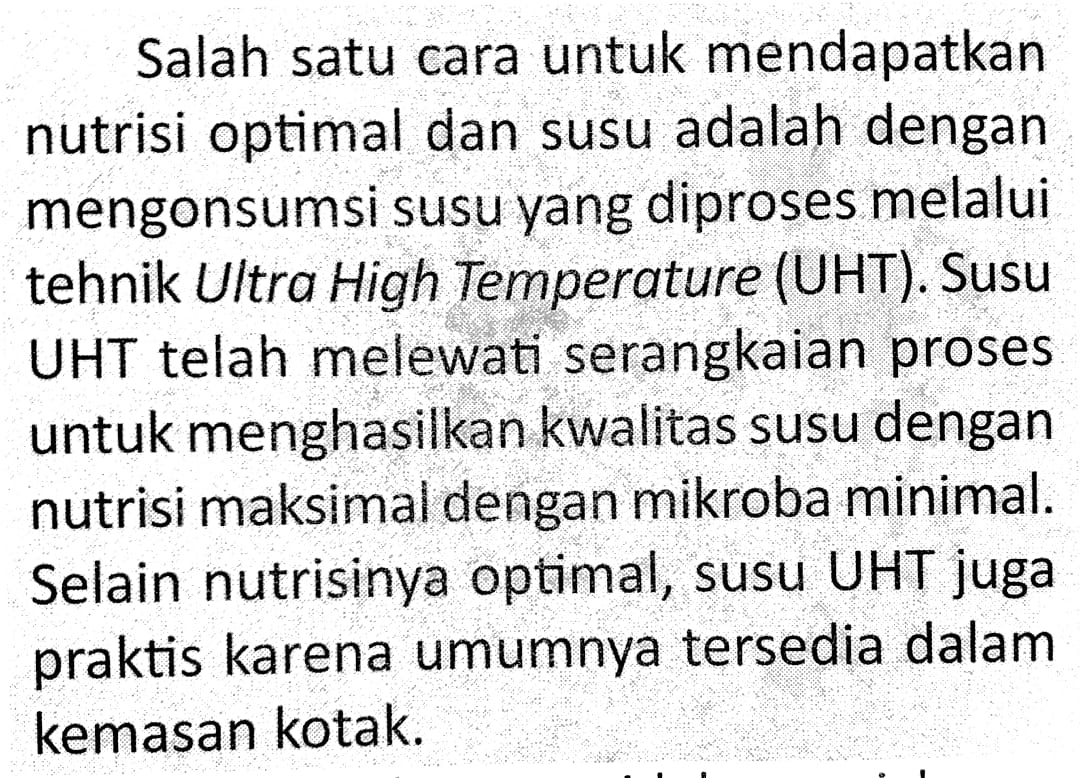 Salah satu cara untuk mendapatkan
nutrisi optimal dan susu adalah dengan
mengonsumsi susu yang diproses melalui
tehnik Ultra High Temperature (UHT). Susu
UHT telah melewati serangkaian proses
untuk menghasilkan kwalitas susu dengan
nutrisi maksimal dengan mikroba minimal.
Selain nutrisinya optimal, susu UHT juga
praktis karena umumnya tersedia dalam
kemasan kotak.